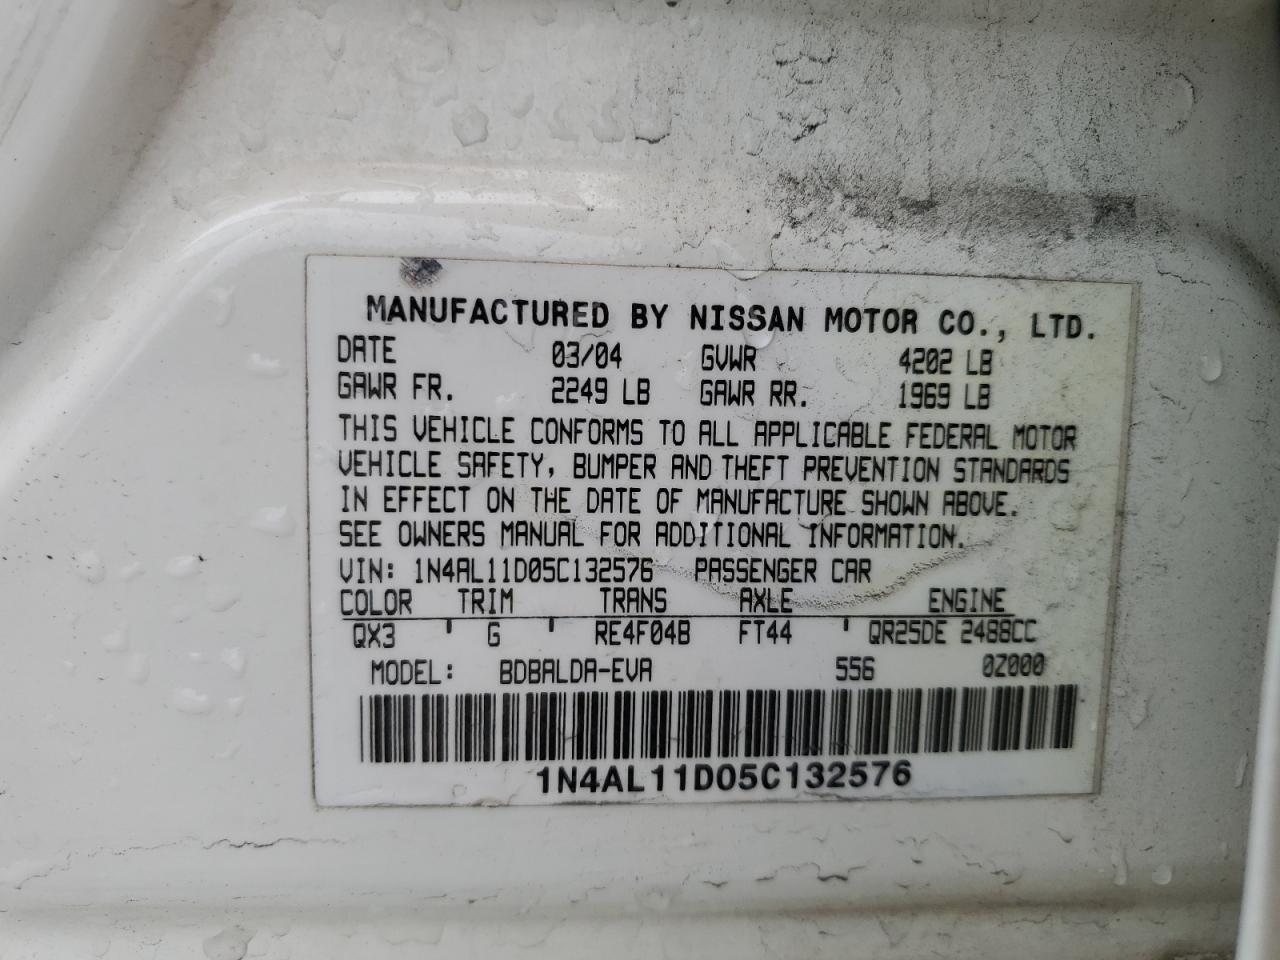 MANUFACTURED BY NISSAN MOTOR CO., LTD.
DATE 03/04 GVWR 4202 LB
GAWR FR. 2249 LB GAWR RR. 1969 LB
THIS VEHICLE CONFORMS TO ALL APPLICABLE FEDERAL MOTOR
VEHICLE SAFETY, BUMPER AND THEFT PREVENTION STANDARDS
IN EFFECT ON THE DATE OF MANUFACTURE SHOWN ABOVE.
SEE OWNERS MANUAL FOR ADDITIONAL INFORMATION.
VIN: 1N4AL11D05C132576 PASSENGER CAR
COLOR TRIM TRANS AXLE ENGINE
QX3 ' G ' RE4F04B FT44 ' QR25DE 2488CC
MODEL: BDBALDA-EVA 556 0Z000
1N4AL11D05C132576